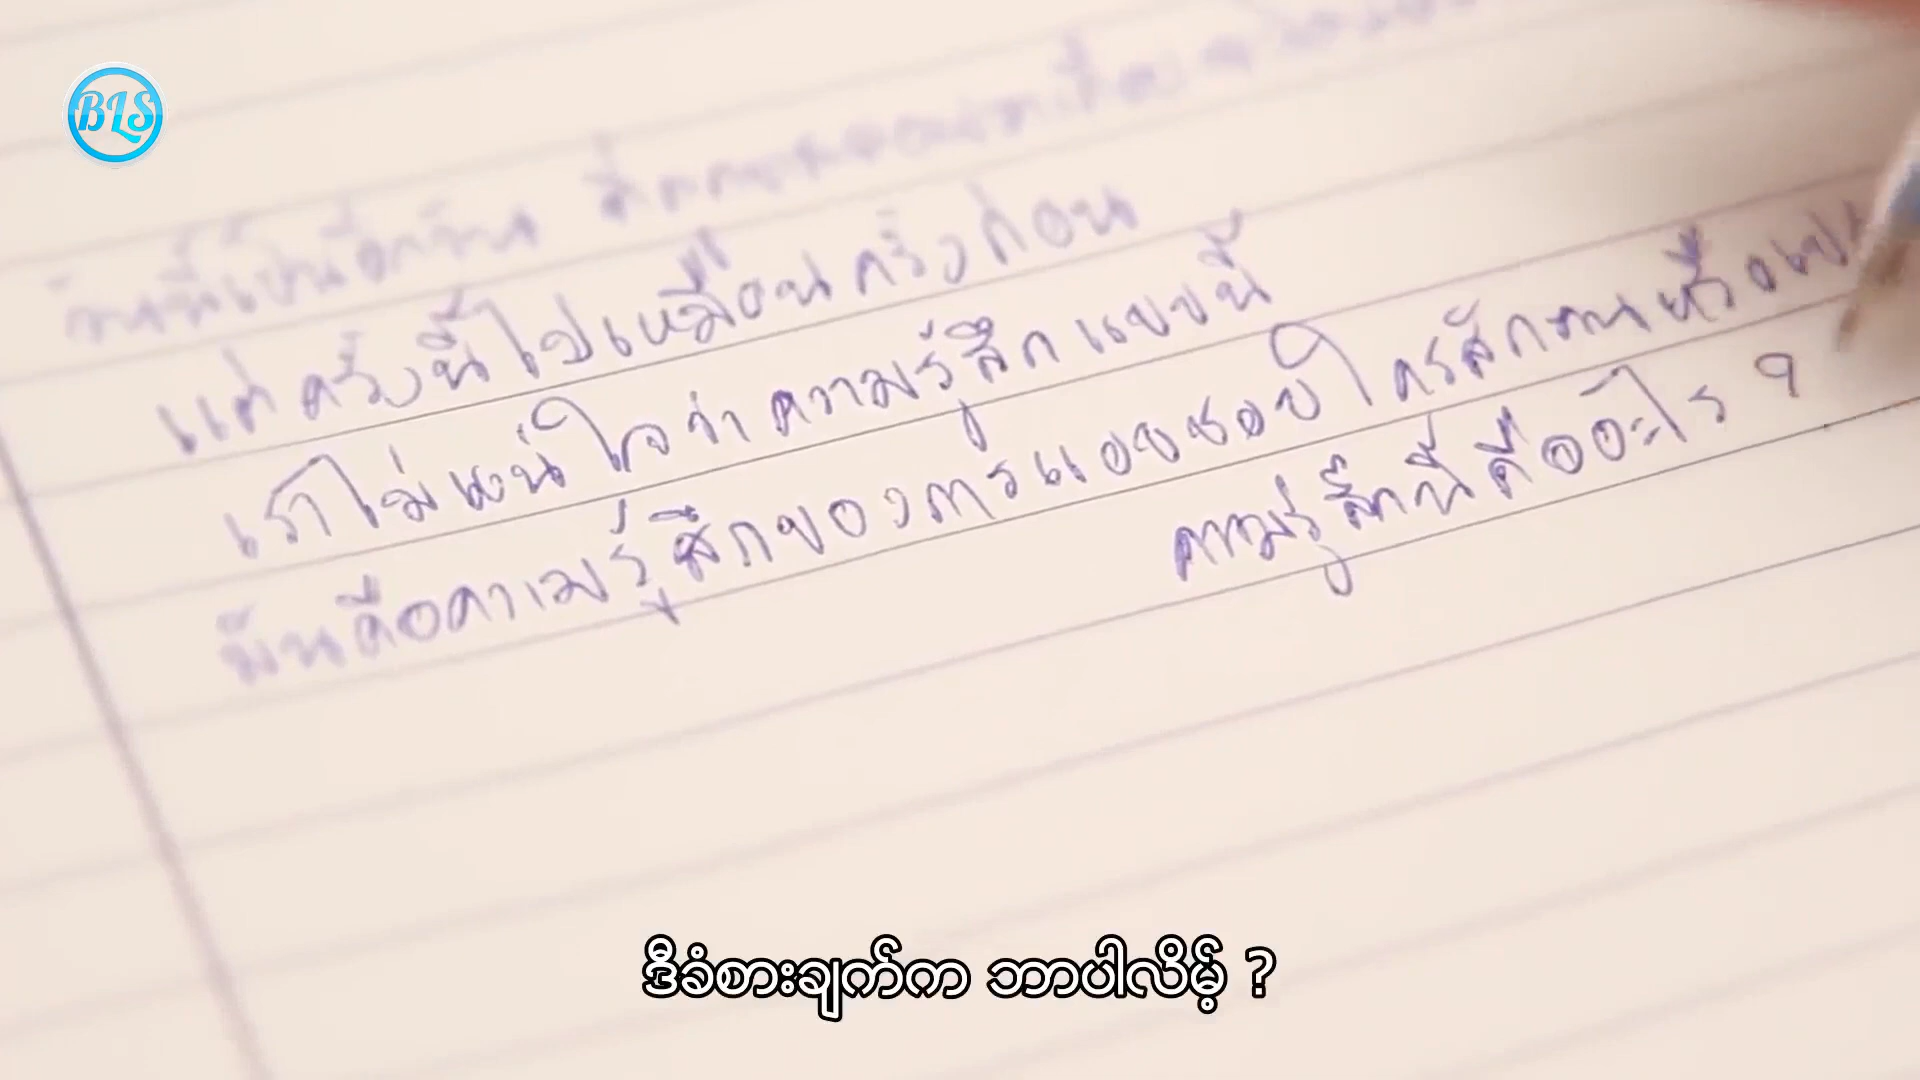 BLS
แต่ครั้งนี้ไม่เหมือนครั้งก่อน
เราไม่แน่ใจว่าความรู้สึกแบบนี้
มันคือความรู้สึกของการแอบชอบใครสักคนหรือ
ความรู้สึกนี้คืออะไร ?
ဒီခံစားချက်က ဘာပါလိမ့် ?